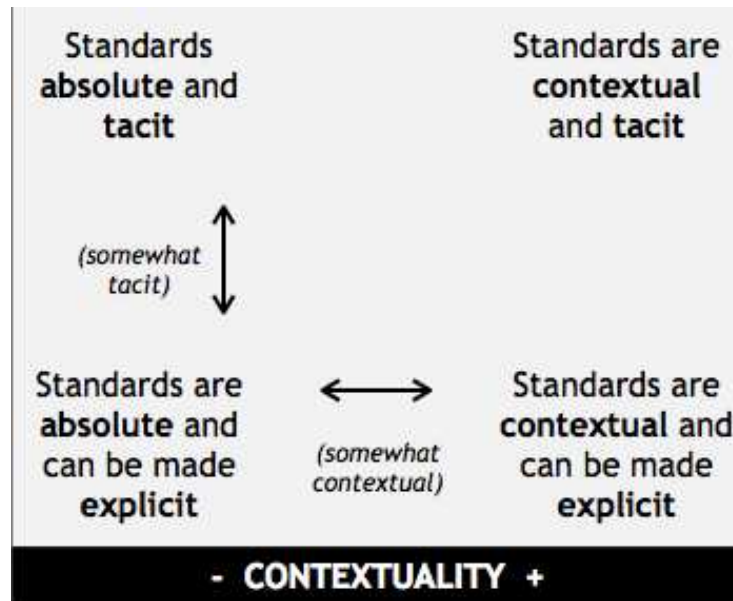 Standards
absolute and
tacit
Standards are
contextual
and tacit
(somewhat
tacit)
Standards are
absolute and
can be made
explicit
(somewhat
contextual)
Standards are
contextual and
can be made
explicit
- CONTEXTUALITY +